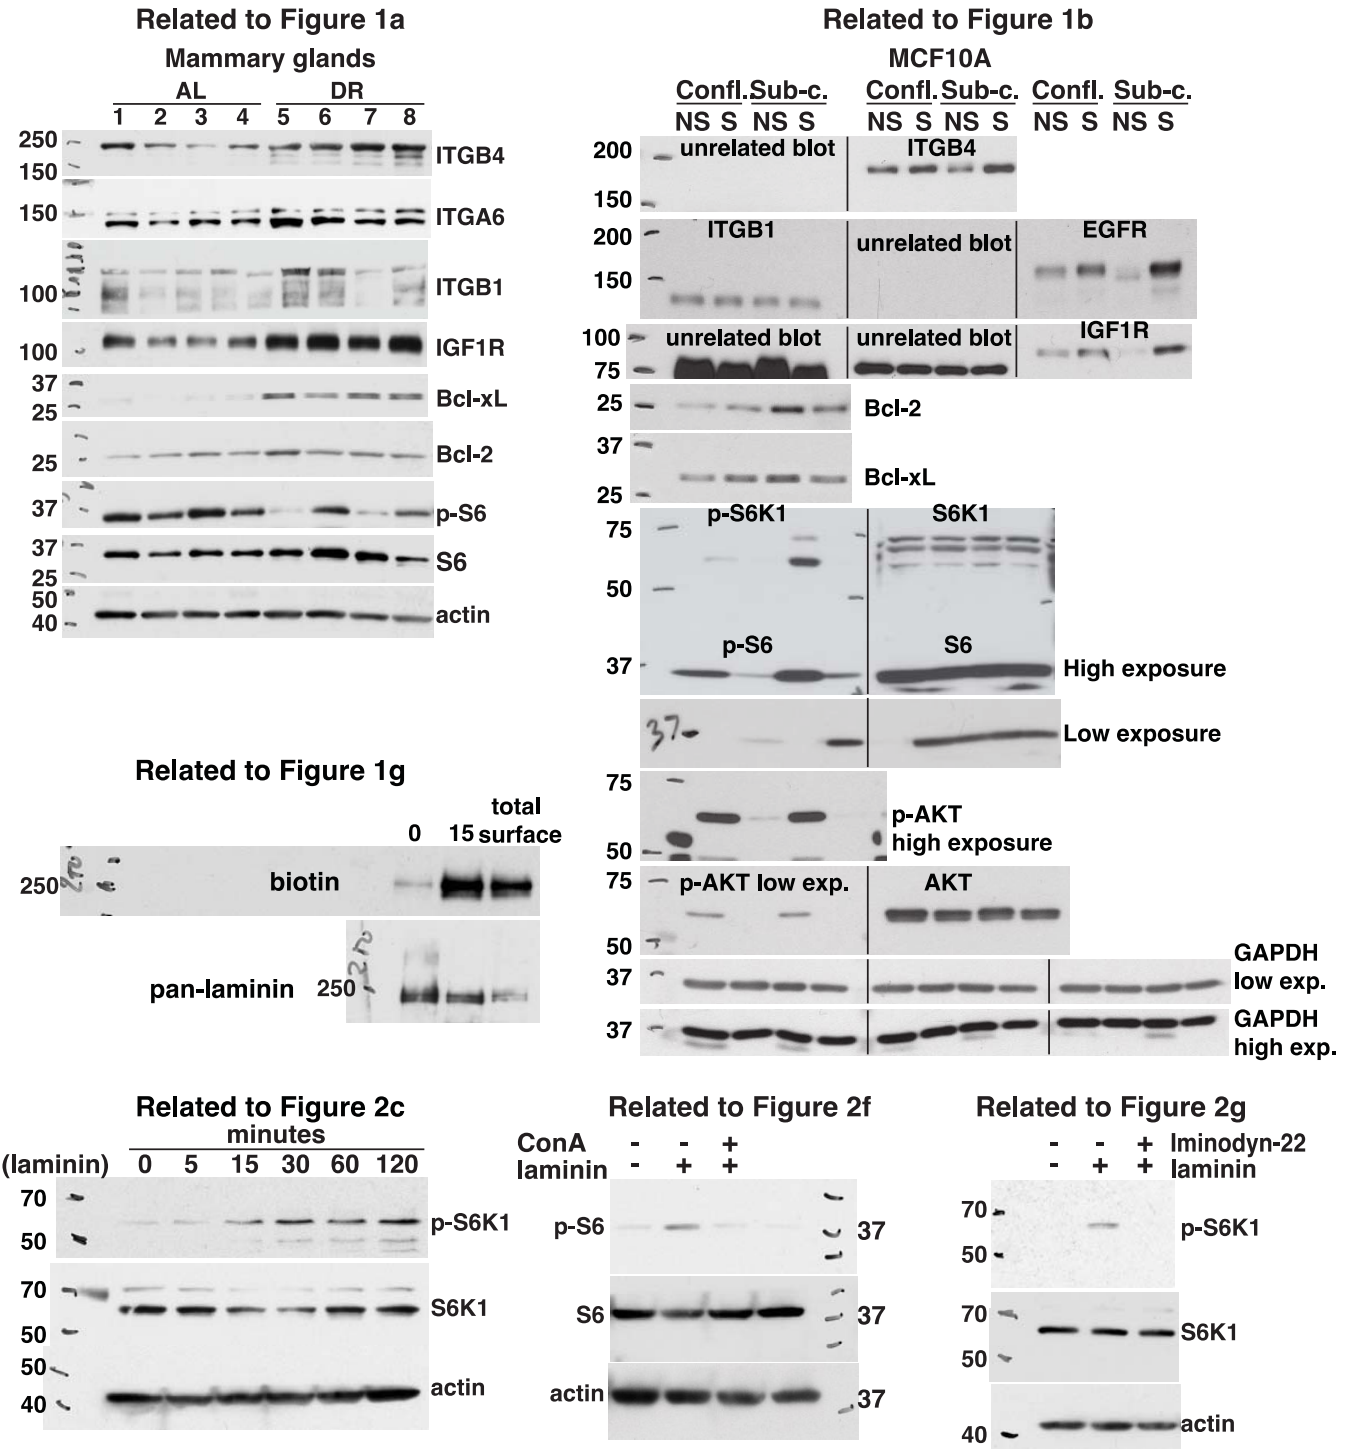 Related to Figure 1a
Mammary glands
AL DR
1 2 3 4 5 6 7 8
250
150
ITGB4
150
ITGA6
100
ITGB1
100
IGF1R
37
25
Bcl-xL
25
Bcl-2
37
p-S6
37
25
S6
50
40
actin
Related to Figure 1b
MCF10A
Confl. Sub-c. Confl. Sub-c. Confl. Sub-c.
NS S NS S NS S NS S NS S NS S
200
150
unrelated blot ITGB4
200
150
ITGB1 unrelated blot EGFR
100
75
unrelated blot unrelated blot IGF1R
25
Bcl-2
37
25
Bcl-xL
75
50
37
p-S6K1 S6K1
p-S6 S6
High exposure
37
Low exposure
75
50
p-AKT
high exposure
75
50
p-AKT low exp. AKT
37
GAPDH
low exp.
37
GAPDH
high exp.
Related to Figure 1g
0 15 total
surface
250 250
biotin
250
pan-laminin 250
Related to Figure 2c
minutes
(laminin) 0 5 15 30 60 120
70
50
p-S6K1
70
50
S6K1
50
40
actin
Related to Figure 2f
ConA - - +
laminin - + +
p-S6 37
S6 37
actin 37
Related to Figure 2g
- - + Iminodyn-22
- + + laminin
70
50
p-S6K1
70
50
S6K1
40
actin